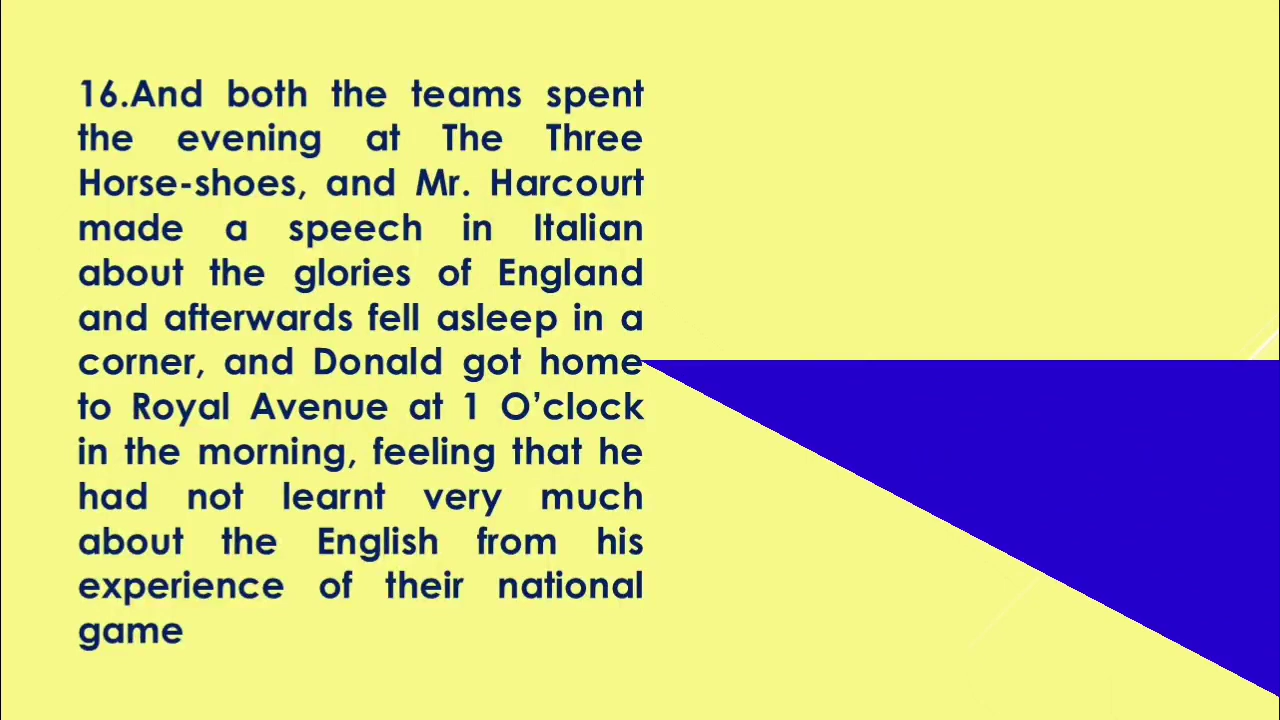 16.And both the teams spent
the evening at The Three
Horse-shoes, and Mr. Harcourt
made a speech in Italian
about the glories of England
and afterwards fell asleep in a
corner, and Donald got home
to Royal Avenue at 1 O’clock
in the morning, feeling that he
had not learnt very much
about the English from his
experience of their national
game